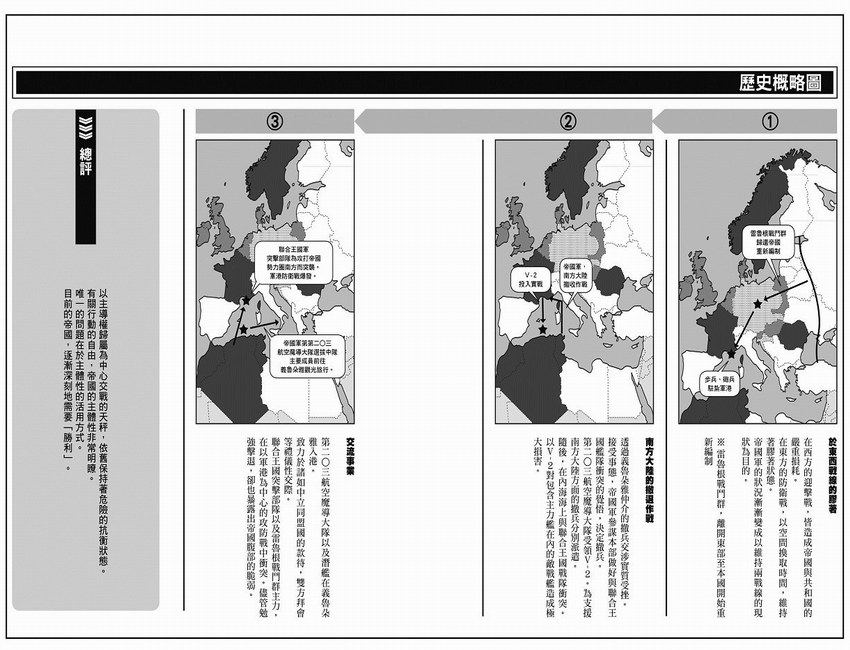 歷史概略圖
①
雷魯根戰鬥群
歸還帝國
重新編制
步兵、砲兵
駐紮軍港
於東西戰線的膠著
在西方的迎擊戰，皆造成帝國與共和國的
嚴重損耗。
在東方的防衛戰，以空間換取時間，維持
著膠著狀態。
帝國軍的狀況漸漸變成以維持兩戰線的現
狀為目的。
※雷魯根戰鬥群，離開東部至本國開始重
新編制
②
帝國軍，
南方大陸
撤收作戰
V-2
投入實戰
南方大陸的撤退作戰
透過義魯朵雅仲介的撤兵交涉實質受挫。
接受事態，帝國軍參謀本部做好與聯合王
國艦隊衝突的覺悟，決定撤兵。
第二〇三航空魔導大隊受領V-2。為支援
南方大陸方面的撤兵分別派遣。
隨後，在內海海上與聯合王國戰隊衝突，
以V-2對包含主力艦在內的敵戰艦造成極
大損害。
③
聯合王國軍
突擊部隊為攻打帝國
勢力圈南方而突襲。
軍港防衛戰爆發。
帝國軍第二〇三
航空魔導大隊選拔中隊
主要成員前往
義魯朵雅觀光旅行。
交流事業
第二〇三航空魔導大隊以及潛艦在義魯朵
雅入港。
致力於諸如中立同盟國的款待，雙方拜會
等禮儀性交際。
聯合王國突擊部隊以及雷魯根戰鬥群主力，
在以軍港為中心的攻防戰中衝突。儘管勉
強擊退，卻也暴露出帝國腹部的脆弱。
總評
以主導權歸屬為中心交戰的天秤，依舊保持著危險的抗衡狀態。
有關行動的自由，帝國的主體性非常明瞭。
唯一的問題在於主體性的活用方式。
目前的帝國，逐漸深刻地需要「勝利」。